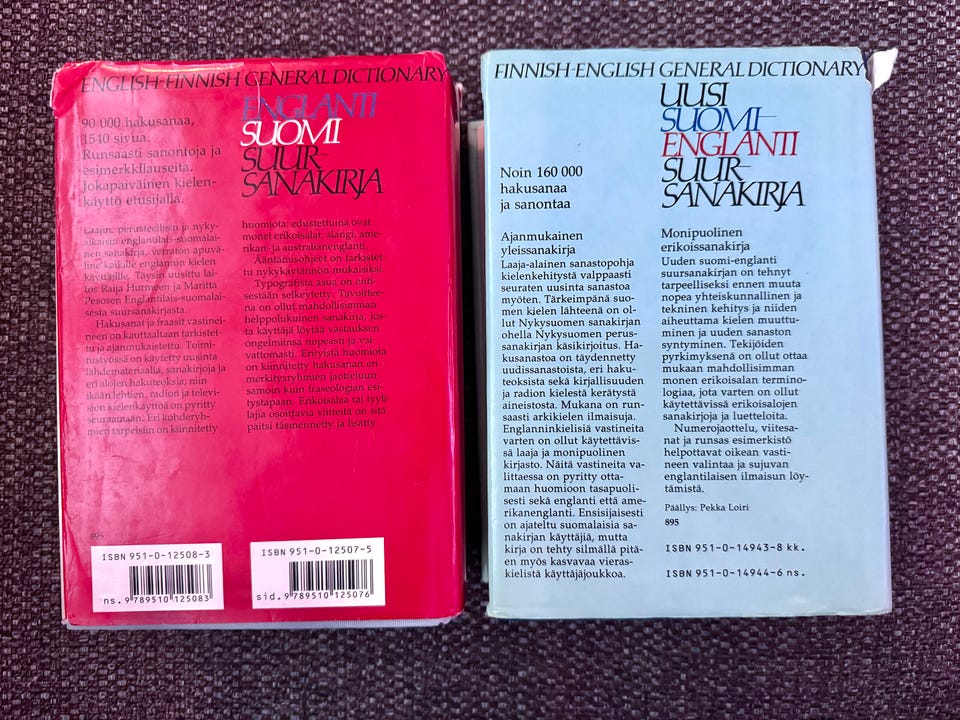 ENGLISH-FINNISH GENERAL DICTIONARY
ENGLANTI-
SUOMI
SUUR-
SANAKIRJA
90 000 hakusanaa,
1540 sivua.
Runsaasti sanontoja ja
esimerkkilauseita.
Jokapäiväinen kielen-
käyttö etusijalla.
Laajin, perusteellisin ja nyky-
aikaisin englantilais-suomalai-
nen sanakirja, verraton apuvä-
line kaikille englannin kielen
käyttäjille. Täysin uusittu lai-
tos Raija Hurmeen ja Maritta
Pesosen Englantilais-suomalai-
sesta suursanakirjasta.
Hakusanat ja fraasit vastinei-
neen on kauttaaltaan tarkistet-
tu ja ajanmukaistettu. Toimi-
tustyössä on käytetty uusinta
lähdemateriaalia, sanakirjoja ja
eri alojen hakuteoksia; niin
ikään lehtien, radion ja televi-
sion kielenkäyttöä on pyritty
seuraamaan. Eri kohderyh-
mien tarpeisiin on kiinnitetty
huomiota: edustettuina ovat
monet erikoisalat, slangi, ame-
rikan- ja australianenglanti.
Ääntämisohjeet on tarkistet-
tu nykykäytännön mukaisiksi.
Typografista asua on enti-
sestään selkeytetty. Tavoittee-
na on ollut mahdollisimman
helppolukuinen sanakirja, jos-
ta käyttäjä löytää vastauksen
ongelmiinsa nopeasti ja vai-
vattomasti. Erityistä huomiota
on kiinnitetty hakusanan eri
merkitysryhmien jaotteluun
samoin kuin fraseologian esi-
tystapaan. Erikoisalaa tai tyyli-
lajia osoittavia viitteitä on sitä
paitsi täsmennetty ja lisätty.
895
ISBN 951-0-12508-3
ns. 9 789510 125083
ISBN 951-0-12507-5
sid. 9 789510 125076
FINNISH-ENGLISH GENERAL DICTIONARY
UUSI
SUOMI-
ENGLANTI
SUUR-
SANAKIRJA
Noin 160 000
hakusanaa
ja sanontaa
Ajanmukainen
yleissanakirja
Laaja-alainen sanastopohja
kielenkehitystä valppaasti
seuraten uusinta sanastoa
myöten. Tärkeimpänä suo-
men kielen lähteenä on ol-
lut Nykysuomen sanakirjan
ohella Nykysuomen perus-
sanakirjan käsikirjoitus. Ha-
kusanastoa on täydennetty
uudissanastoista, eri haku-
teoksista sekä kirjallisuuden
ja radion kielestä kerätystä
aineistosta. Mukana on run-
saasti arkikielen ilmaisuja.
Englanninkielisiä vastineita
varten on ollut käytettävis-
sä laaja ja monipuolinen
kirjasto. Näitä vastineita va-
littaessa on pyritty otta-
maan huomioon tasapuoli-
sesti sekä englanti että ame-
rikanenglanti. Ensisijaisesti
on ajateltu suomalaisia sa-
nakirjan käyttäjiä, mutta
kirja on tehty silmällä pitä-
en myös kasvavaa vieras-
kielistä käyttäjäjoukkoa.
Monipuolinen
erikoissanakirja
Uuden suomi-englanti
suursanakirjan on tehnyt
tarpeelliseksi ennen muuta
nopea yhteiskunnallinen ja
tekninen kehitys ja niiden
aiheuttama kielen muuttu-
minen ja uuden sanaston
syntyminen. Tekijöiden
pyrkimyksenä on ollut ottaa
mukaan mahdollisimman
monen erikoisalan termino-
logiaa, jota varten on ollut
käytettävissä erikoisalojen
sanakirjoja ja luetteloita.
Numerojaottelu, viitesa-
nat ja runsas esimerkistö
helpottavat oikean vasti-
neen valintaa ja sujuvan
englantilaisen ilmaisun löy-
tämistä.
Päällys: Pekka Loiri
895
ISBN 951-0-14943-8 kk.
ISBN 951-0-14944-6 ns.